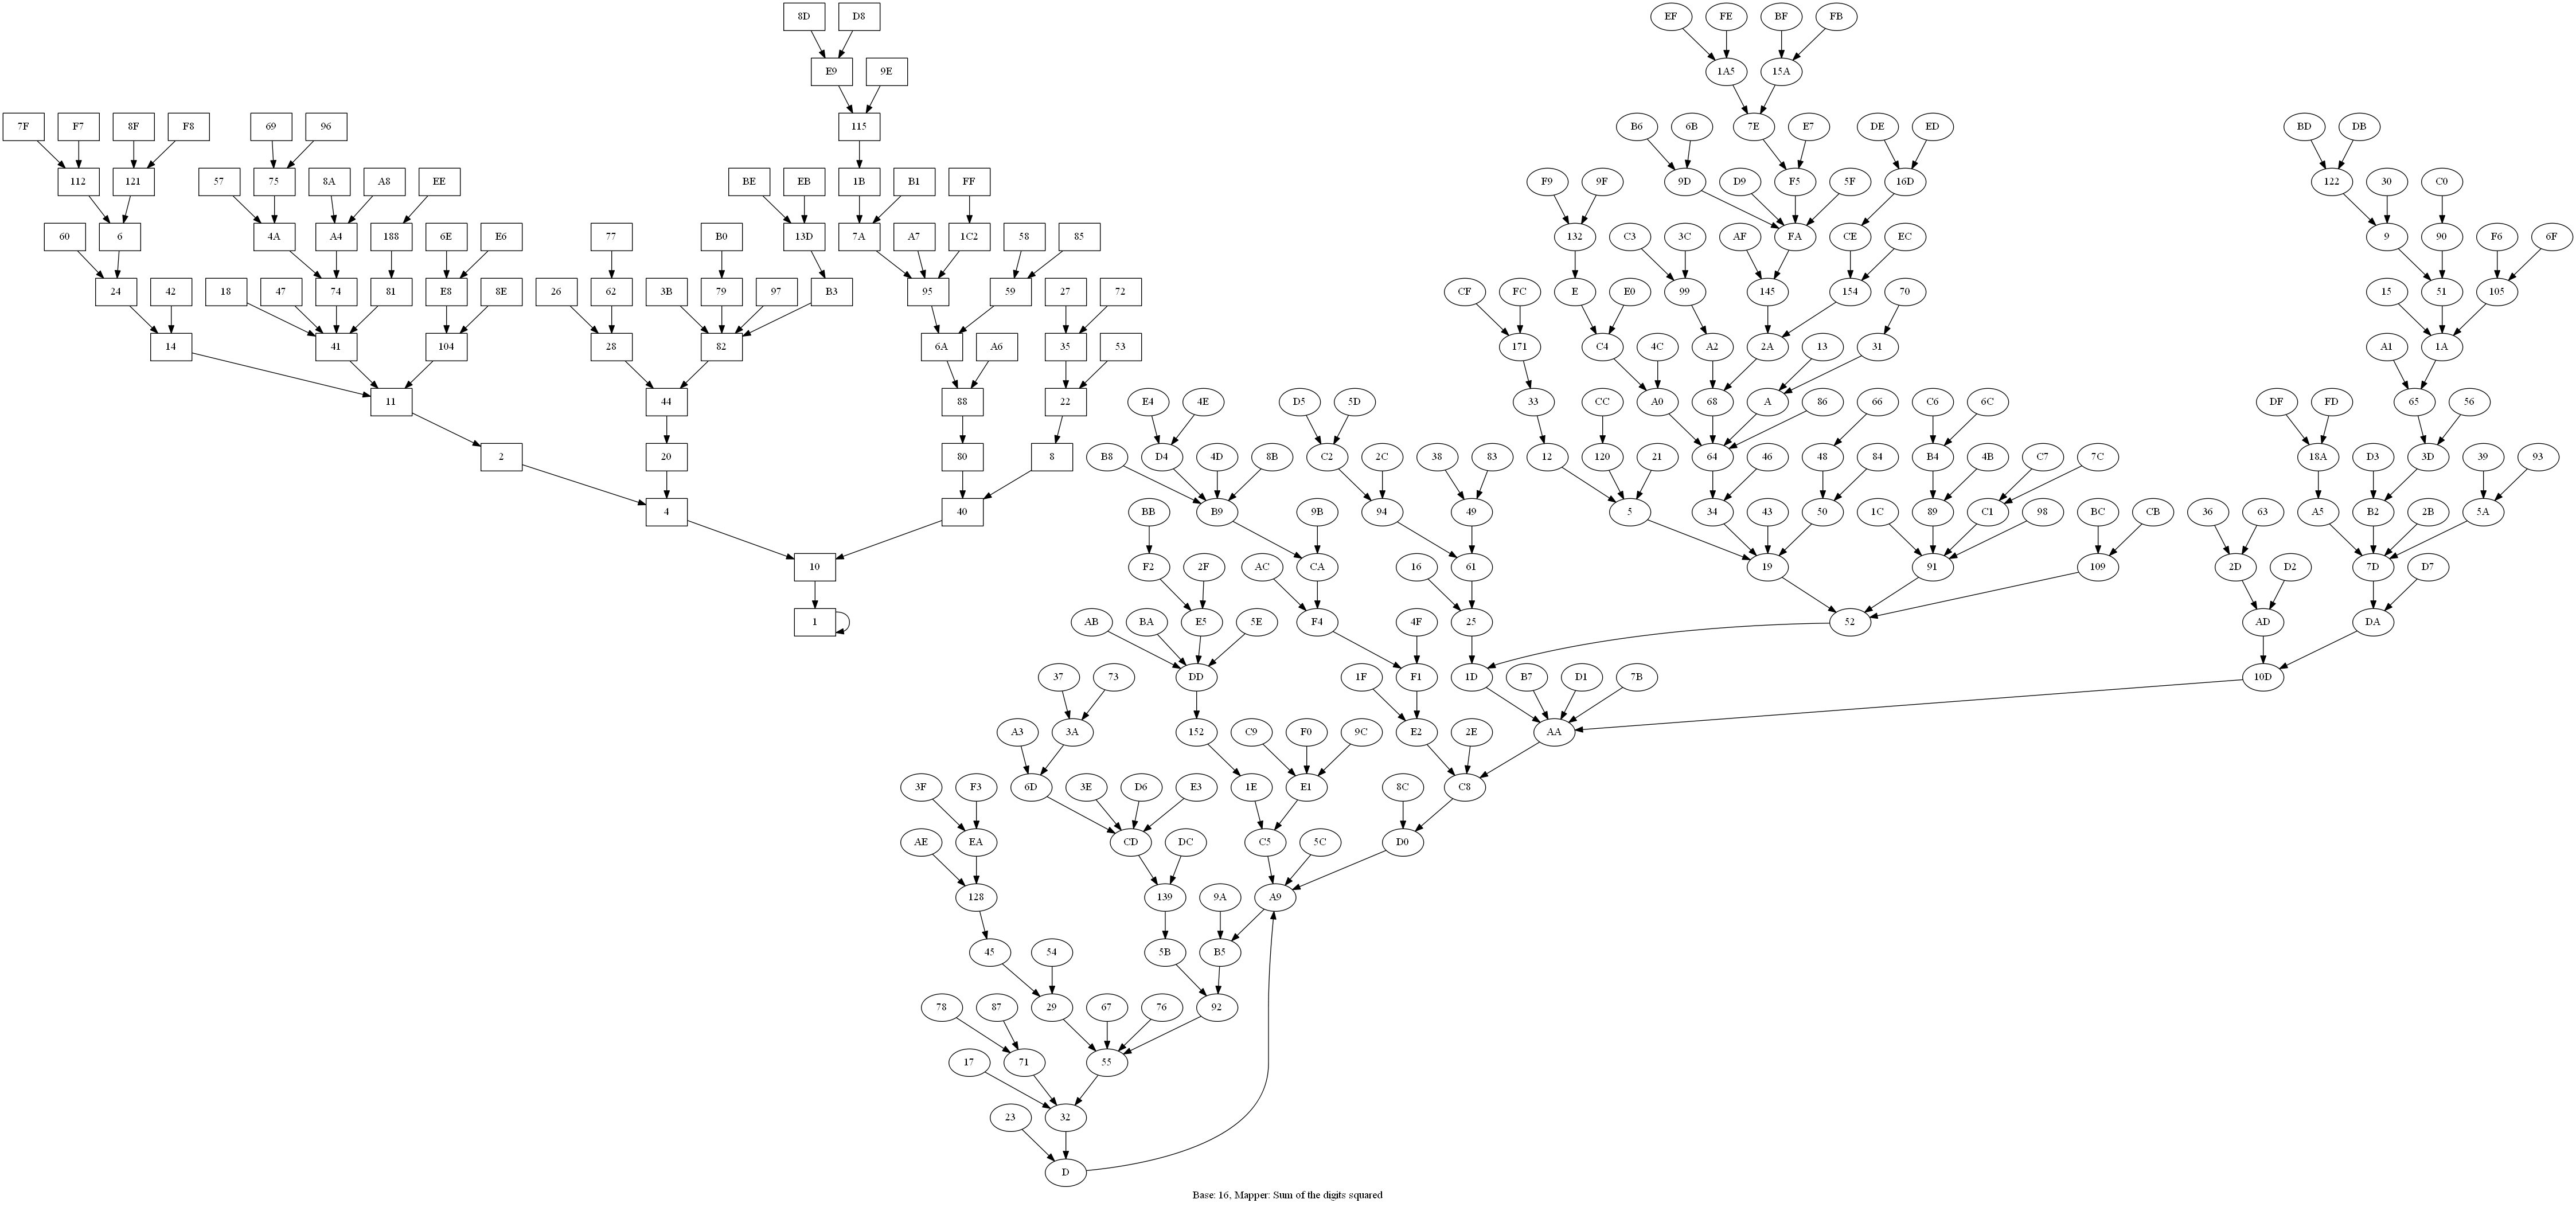 8D D8 EF FE BF FB
E9 9E 1A5 15A
7F F7 8F F8 69 96 115 B6 6B 7E E7 DE ED BD DB
112 121 57 75 8A A8 EE BE EB 1B B1 FF F9 9F 9D D9 F5 5F 16D 122 30 C0
60 6 4A A4 188 6E E6 77 B0 13D 7A A7 1C2 58 85 132 C3 3C AF FA CE EC 9 90 F6 6F
24 42 18 47 74 81 E8 8E 26 62 3B 79 97 B3 95 59 27 72 CF FC E E0 99 145 154 70 15 51 105
14 41 104 28 82 6A A6 35 53 171 C4 4C A2 2A 13 31 A1 1A
11 44 88 22 E4 4E D5 5D 33 CC A0 68 A 86 66 C6 6C DF FD 65 56
2 20 80 8 B8 D4 4D 8B C2 2C 38 83 12 120 21 64 46 48 84 B4 4B C7 7C 18A D3 3D 39 93
4 40 BB B9 9B 94 49 5 34 43 50 1C 89 C1 98 BC CB 36 63 A5 B2 2B 5A
10 F2 2F AC CA 16 61 19 91 109 2D D2 7D D7
1 AB BA E5 5E F4 4F 25 52 AD DA
37 73 DD 1F F1 1D B7 D1 7B 10D
A3 3A 152 C9 F0 9C E2 2E AA
3F F3 6D 3E D6 E3 1E E1 8C C8
AE EA CD DC C5 5C D0
128 139 9A A9
45 54 5B B5
78 87 29 67 76 92
17 71 55
23 32
D
Base: 16, Mapper: Sum of the digits squared